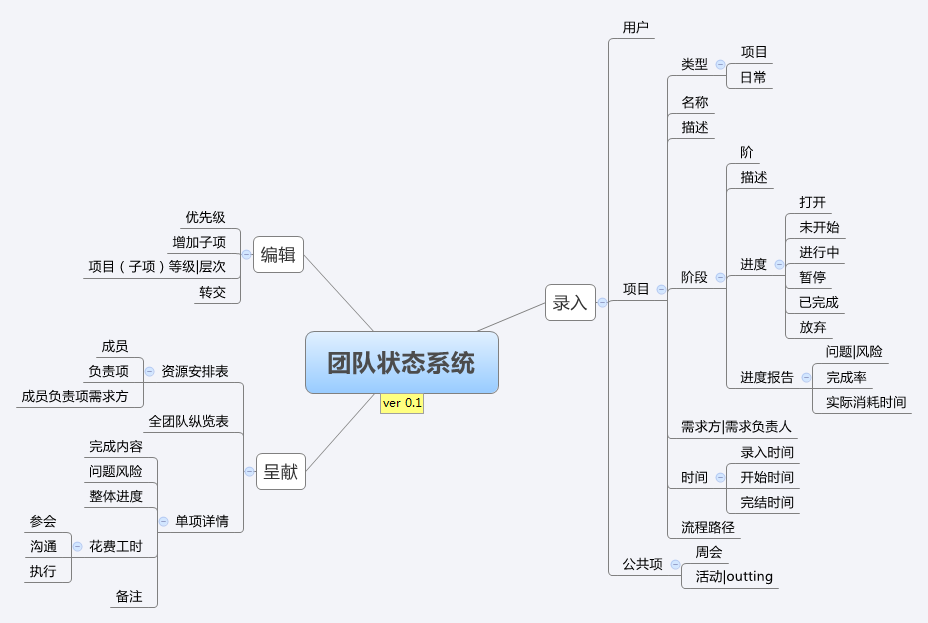 团队状态系统
ver 0.1
录入
用户
项目
类型
项目
日常
名称
描述
阶段
阶
描述
进度
打开
未开始
进行中
暂停
已完成
放弃
进度报告
问题|风险
完成率
实际消耗时间
需求方|需求负责人
时间
录入时间
开始时间
完结时间
流程路径
公共项
周会
活动|outting
编辑
优先级
增加子项
项目（子项）等级|层次
转交
呈献
资源安排表
成员
负责项
成员负责项需求方
全团队纵览表
单项详情
完成内容
问题风险
整体进度
花费工时
参会
沟通
执行
备注